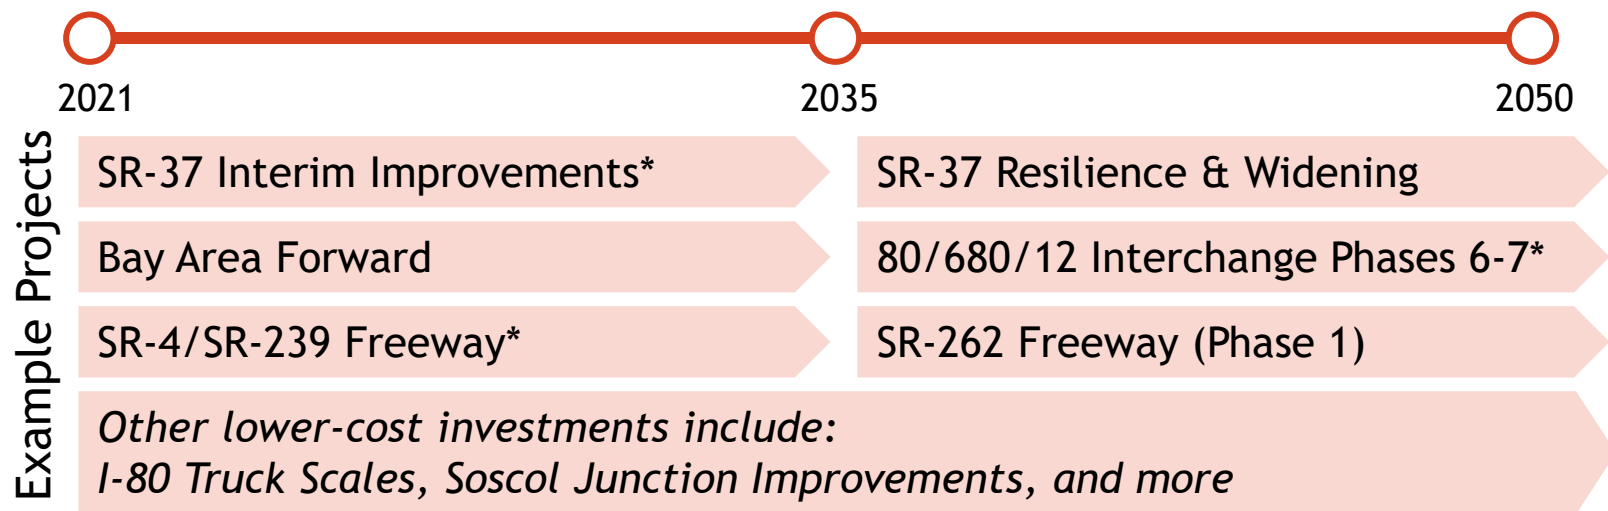 2021
2035
2050
Example Projects
SR-37 Interim Improvements*
SR-37 Resilience & Widening
Bay Area Forward
80/680/12 Interchange Phases 6-7*
SR-4/SR-239 Freeway*
SR-262 Freeway (Phase 1)
Other lower-cost investments include:
I-80 Truck Scales, Soscol Junction Improvements, and more